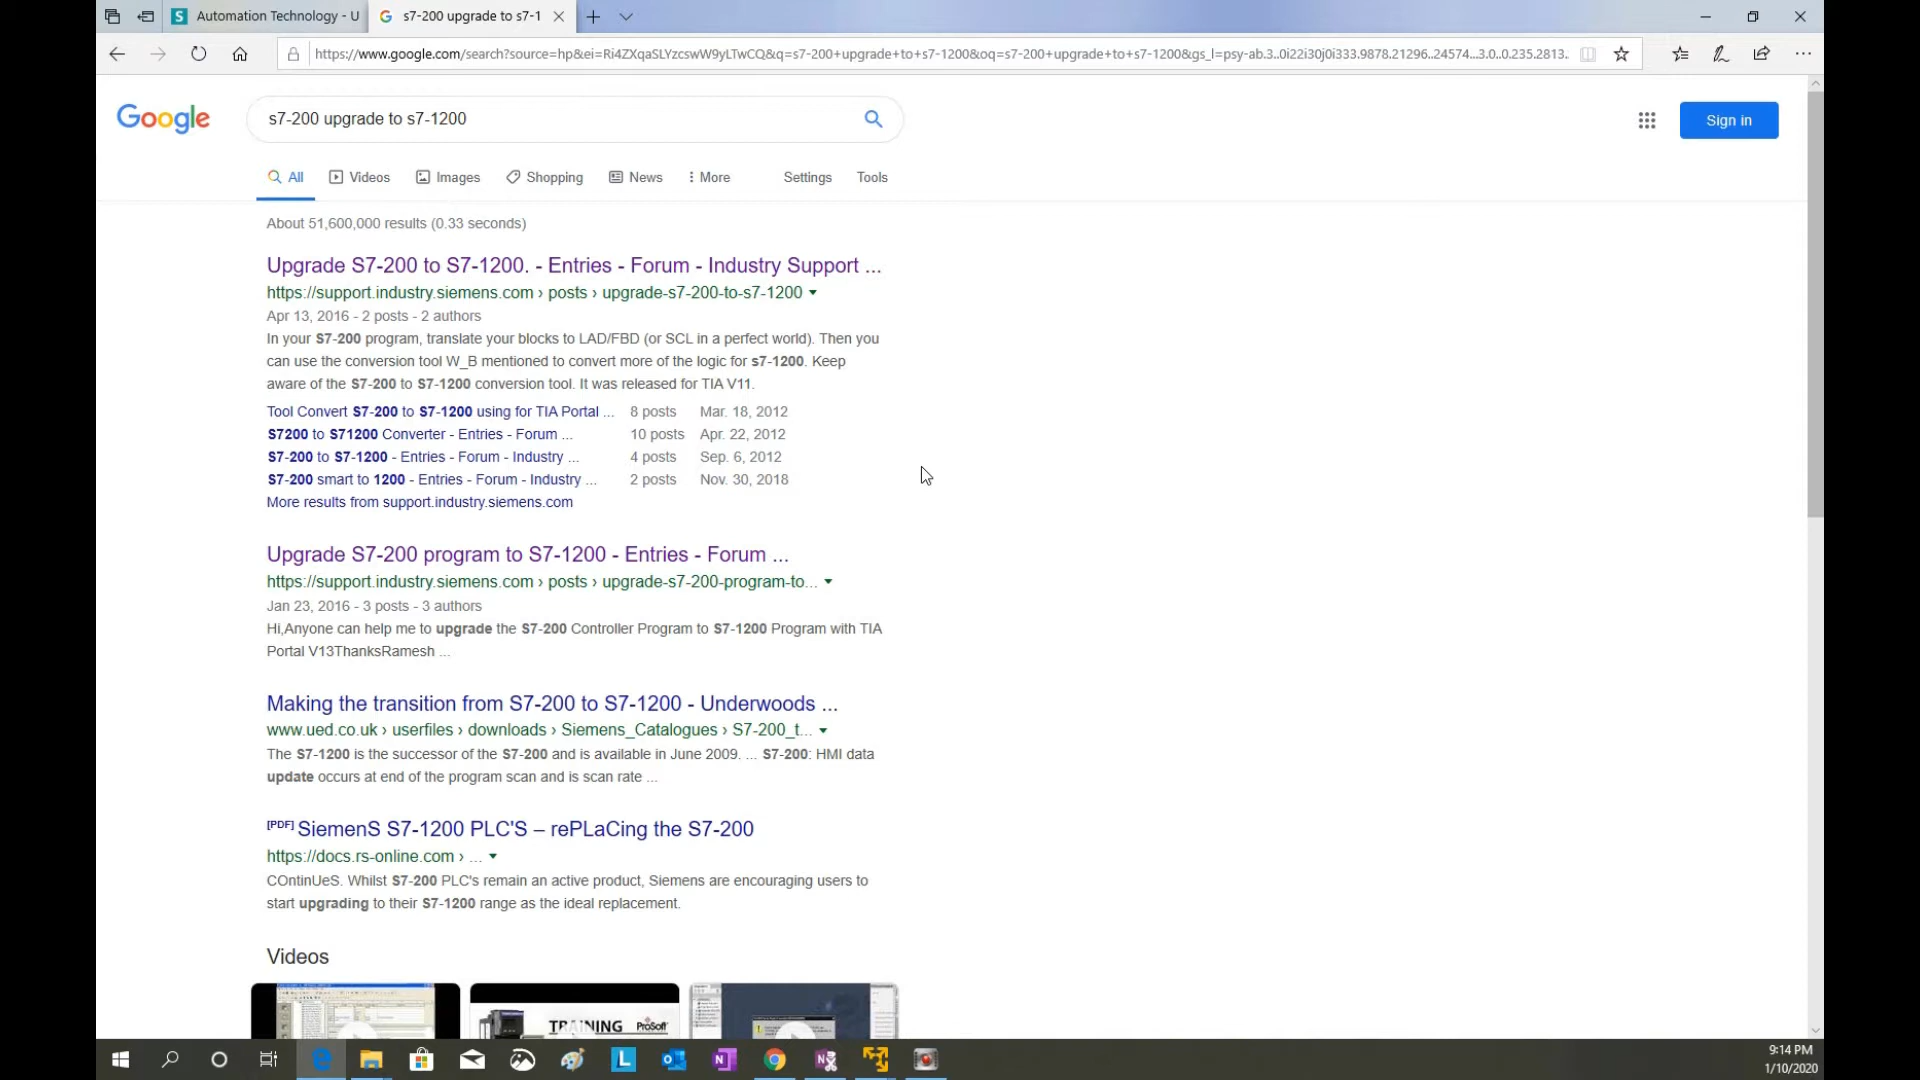 Automation Technology - U
s7-200 upgrade to s7-1
https://www.google.com/search?source=hp&ei=Ri4ZXqaSLYzcswW9yLTwCQ&q=s7-200+upgrade+to+s7-1200&oq=s7-200+upgrade+to+s7-1200&gs_l=psy-ab.3..0i22i30j0i333.9878.21296..24574...3.0..0.235.2813..
Google
s7-200 upgrade to s7-1200
Sign in
All Videos Images Shopping News More Settings Tools
About 51,600,000 results (0.33 seconds)
Upgrade S7-200 to S7-1200. - Entries - Forum - Industry Support ...
https://support.industry.siemens.com › posts › upgrade-s7-200-to-s7-1200
Apr 13, 2016 - 2 posts - 2 authors
In your S7-200 program, translate your blocks to LAD/FBD (or SCL in a perfect world). Then you
can use the conversion tool W_B mentioned to convert more of the logic for s7-1200. Keep
aware of the S7-200 to S7-1200 conversion tool. It was released for TIA V11.
Tool Convert S7-200 to S7-1200 using for TIA Portal ... 8 posts Mar. 18, 2012
S7200 to S71200 Converter - Entries - Forum ... 10 posts Apr. 22, 2012
S7-200 to S7-1200 - Entries - Forum - Industry ... 4 posts Sep. 6, 2012
S7-200 smart to 1200 - Entries - Forum - Industry ... 2 posts Nov. 30, 2018
More results from support.industry.siemens.com
Upgrade S7-200 program to S7-1200 - Entries - Forum ...
https://support.industry.siemens.com › posts › upgrade-s7-200-program-to...
Jan 23, 2016 - 3 posts - 3 authors
Hi,Anyone can help me to upgrade the S7-200 Controller Program to S7-1200 Program with TIA
Portal V13ThanksRamesh ...
Making the transition from S7-200 to S7-1200 - Underwoods ...
www.ued.co.uk › userfiles › downloads › Siemens_Catalogues › S7-200_t...
The S7-1200 is the successor of the S7-200 and is available in June 2009. ... S7-200: HMI data
update occurs at end of the program scan and is scan rate ...
[PDF] SiemenS S7-1200 PLC'S – rePLaCing the S7-200
https://docs.rs-online.com › ...
COntinUeS. Whilst S7-200 PLC's remain an active product, Siemens are encouraging users to
start upgrading to their S7-1200 range as the ideal replacement.
Videos
TRAINING ProSoft
9:14 PM
1/10/2020